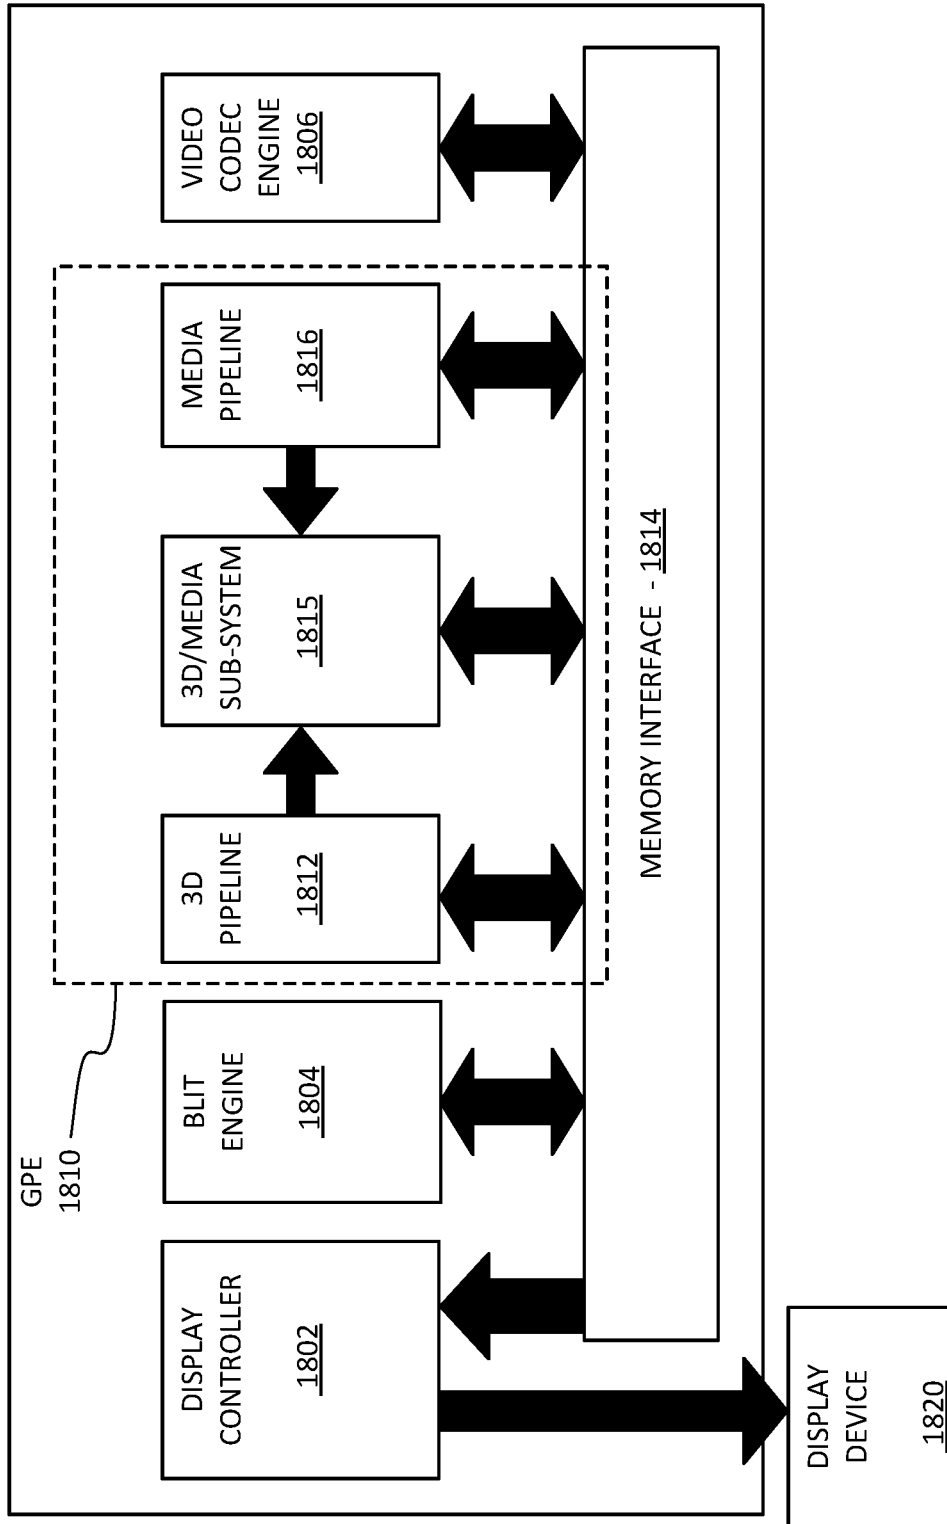 GPE
1810
DISPLAY
CONTROLLER
1802
BLIT
ENGINE
1804
3D
PIPELINE
1812
3D/MEDIA
SUB-SYSTEM
1815
MEDIA
PIPELINE
1816
VIDEO
CODEC
ENGINE
1806
MEMORY INTERFACE - 1814
DISPLAY
DEVICE
1820